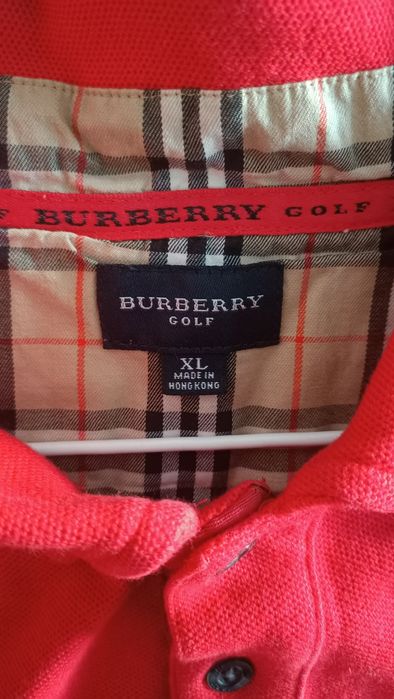 F BURBERRY GOLF
BURBERRY
GOLF
XL
MADE IN
HONG KONG